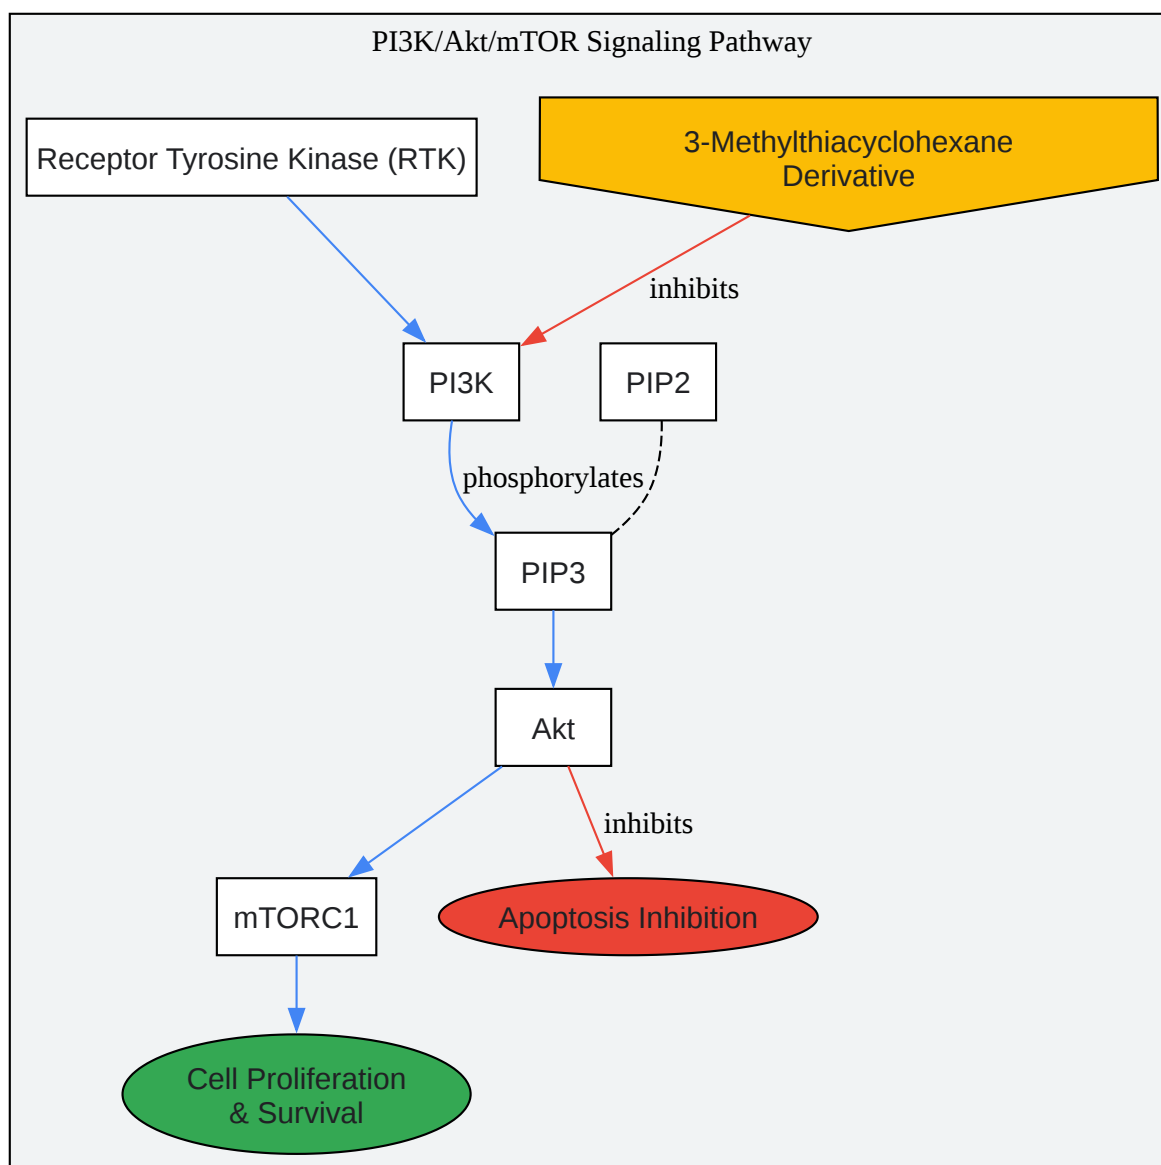 PI3K/Akt/mTOR Signaling Pathway
Receptor Tyrosine Kinase (RTK)
3-Methylthiacyclohexane
Derivative
inhibits
PI3K
PIP2
phosphorylates
PIP3
Akt
inhibits
mTORC1
Apoptosis Inhibition
Cell Proliferation
& Survival